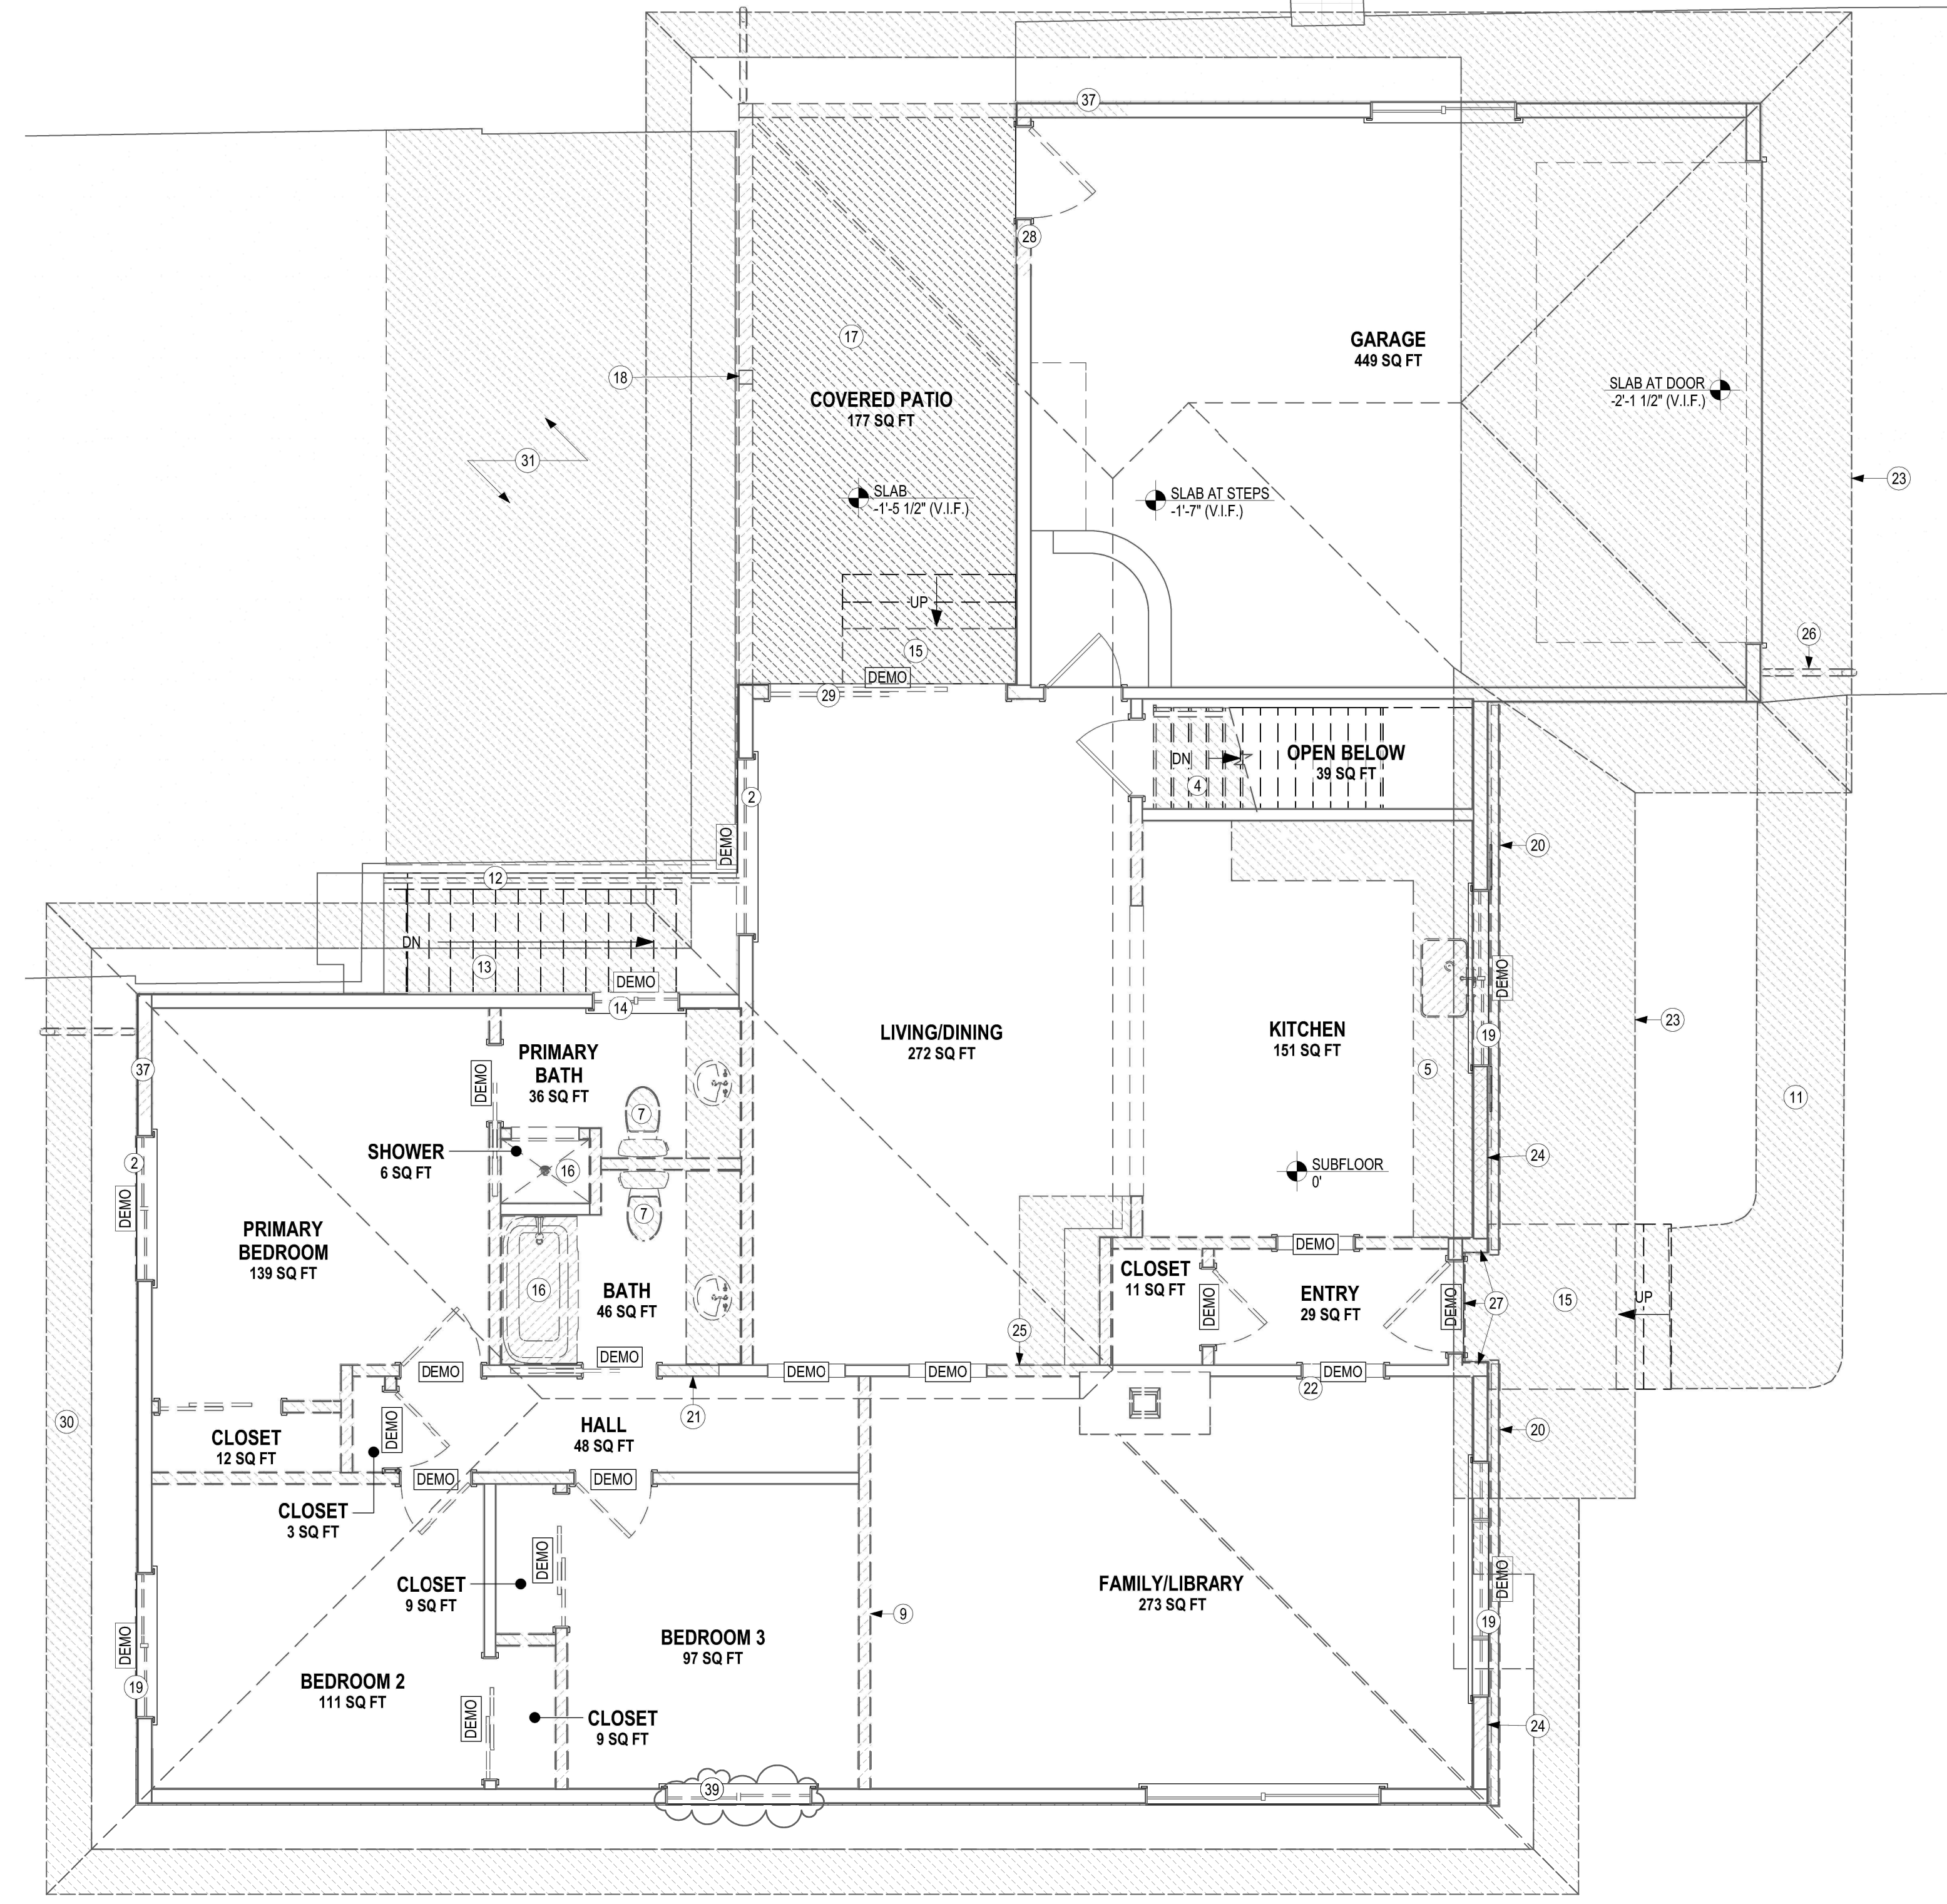 37
28
17
GARAGE
449 SQ FT
18
COVERED PATIO
177 SQ FT
SLAB AT DOOR
-2'-1 1/2" (V.I.F.)
31
23
SLAB
-1'-5 1/2" (V.I.F.)
SLAB AT STEPS
-1'-7" (V.I.F.)
UP
15
26
DEMO
29
OPEN BELOW
39 SQ FT
DN
4
2
DEMO
20
12
DN
13
DEMO
14
DEMO
LIVING/DINING
272 SQ FT
KITCHEN
151 SQ FT
19
23
PRIMARY
BATH
36 SQ FT
37
DEMO
5
11
7
SHOWER
6 SQ FT
16
2
DEMO
SUBFLOOR
0'
24
7
PRIMARY
BEDROOM
139 SQ FT
16
BATH
46 SQ FT
DEMO
CLOSET
11 SQ FT
DEMO
ENTRY
29 SQ FT
DEMO
27
15
UP
25
DEMO
DEMO
DEMO
DEMO
DEMO
22
21
30
DEMO
HALL
48 SQ FT
20
CLOSET
12 SQ FT
DEMO
DEMO
CLOSET
3 SQ FT
DEMO
CLOSET
9 SQ FT
FAMILY/LIBRARY
273 SQ FT
DEMO
9
19
DEMO
BEDROOM 3
97 SQ FT
BEDROOM 2
111 SQ FT
19
DEMO
CLOSET
9 SQ FT
24
39